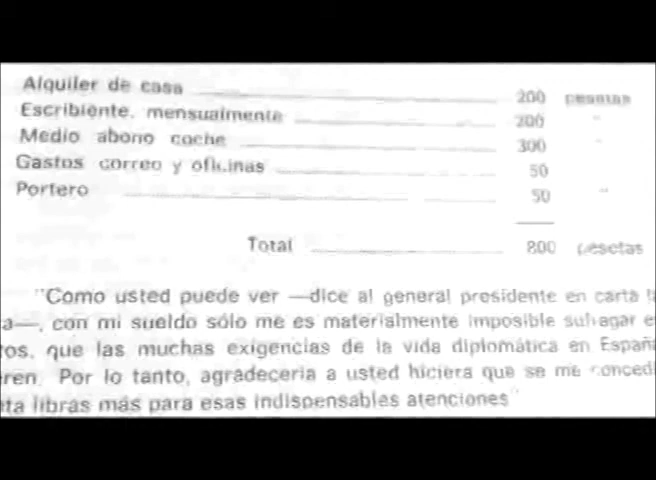 Alquiler de casa 200 pesetas
Escribiente, mensualmente 200 "
Medio abono coche 300 "
Gastos correo y oficinas 50
Portero 50 "
Total 800 pesetas
"Como usted puede ver —dice al general presidente en carta
a—, con mi sueldo sólo me es materialmente imposible sufragar
tos, que las muchas exigencias de la vida diplomática en Españ
ren. Por lo tanto, agradecería a usted hiciera que se me concedi
ta libras más para esas indispensables atenciones"